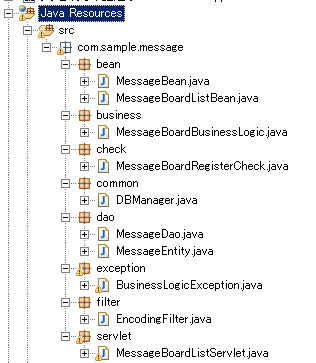 Java Resources
src
com.sample.message
bean
MessageBean.java
MessageBoardListBean.java
business
MessageBoardBusinessLogic.java
check
MessageBoardRegisterCheck.java
common
DBManager.java
dao
MessageDao.java
MessageEntity.java
exception
BusinessLogicException.java
filter
EncodingFilter.java
servlet
MessageBoardListServlet.java